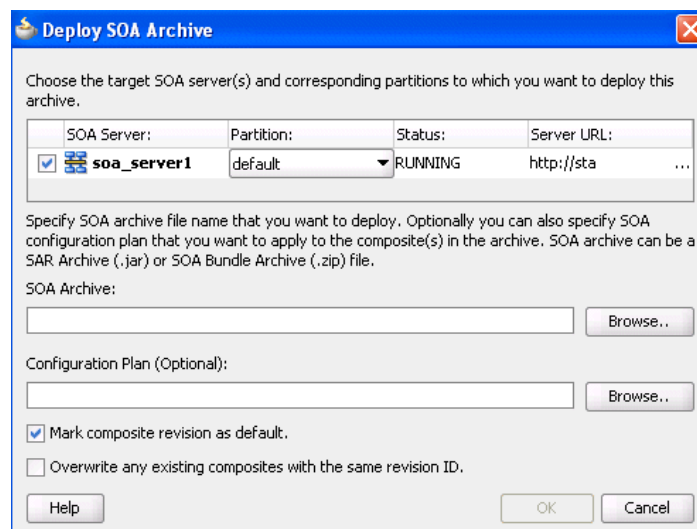 Deploy SOA Archive
Choose the target SOA server(s) and corresponding partitions to which you want to deploy this
archive.
SOA Server: Partition: Status: Server URL:
soa_server1 default RUNNING http://sta ...
Specify SOA archive file name that you want to deploy. Optionally you can also specify SOA
configuration plan that you want to apply to the composite(s) in the archive. SOA archive can be a
SAR Archive (.jar) or SOA Bundle Archive (.zip) file.
SOA Archive:
Browse..
Configuration Plan (Optional):
Browse..
Mark composite revision as default.
Overwrite any existing composites with the same revision ID.
Help OK Cancel